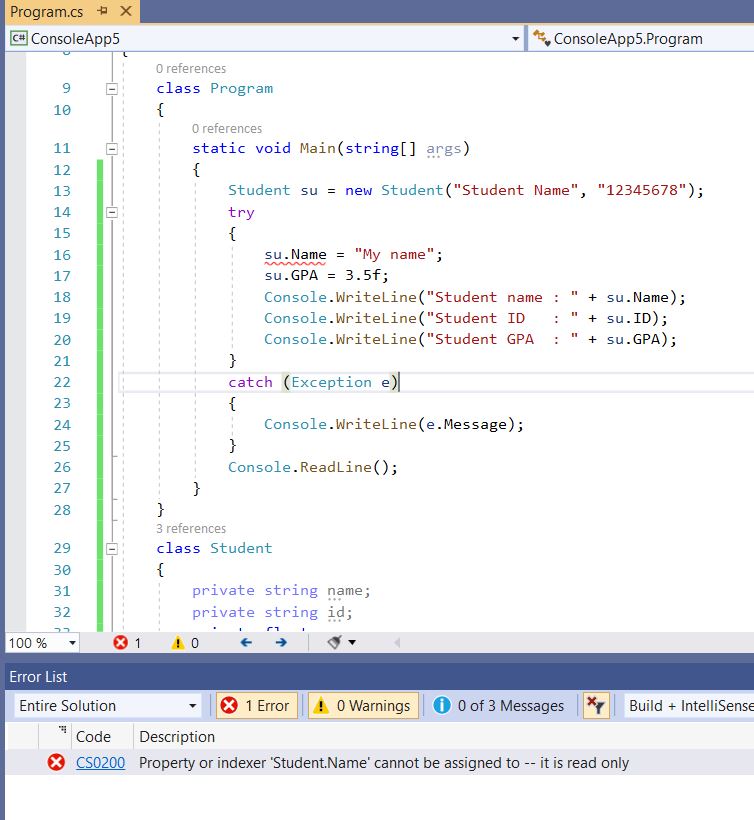 Program.cs
ConsoleApp5 ConsoleApp5.Program
0 references
9 class Program
10 {
0 references
11 static void Main(string[] args)
12 {
13 Student su = new Student("Student Name", "12345678");
14 try
15 {
16 su.Name = "My name";
17 su.GPA = 3.5f;
18 Console.WriteLine("Student name : " + su.Name);
19 Console.WriteLine("Student ID   : " + su.ID);
20 Console.WriteLine("Student GPA  : " + su.GPA);
21 }
22 catch (Exception e)
23 {
24 Console.WriteLine(e.Message);
25 }
26 Console.ReadLine();
27 }
28 }
3 references
29 class Student
30 {
31 private string name;
32 private string id;
100 % 1 0
Error List
Entire Solution 1 Error 0 Warnings 0 of 3 Messages Build + IntelliSense
Code Description
CS0200 Property or indexer 'Student.Name' cannot be assigned to -- it is read only